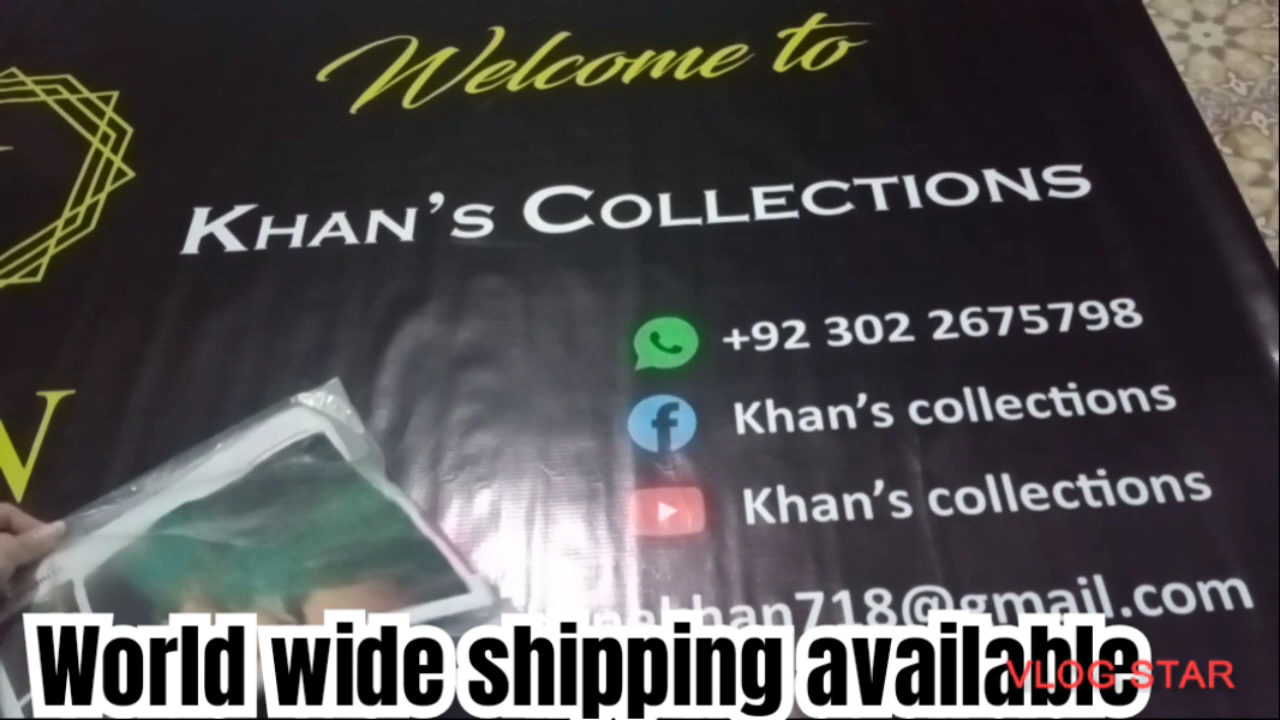 Welcome to
KHAN'S COLLECTIONS
+92 302 2675798
Khan's collections
Khan's collections
World wide shipping available
VLOG STAR